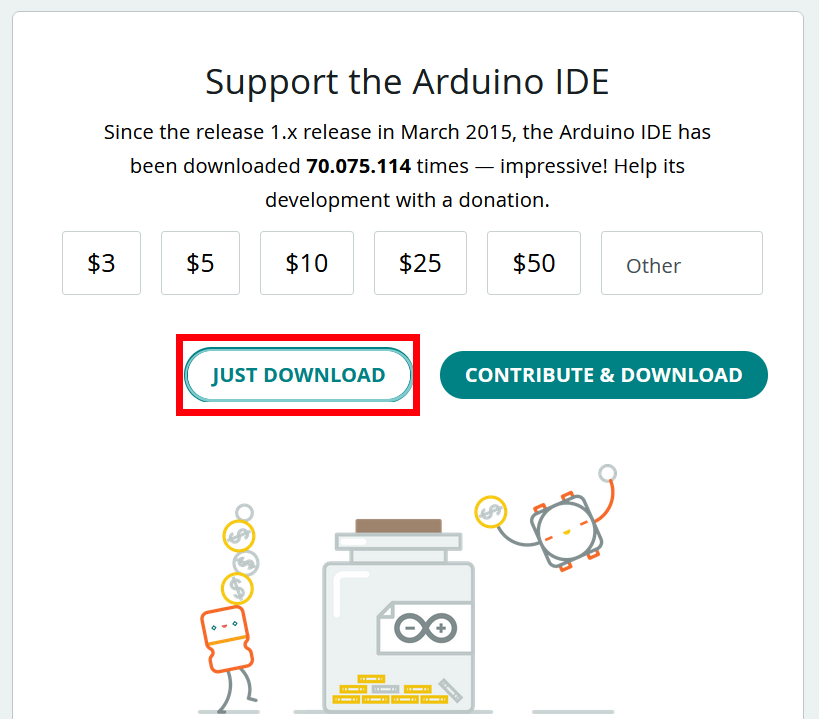 Support the Arduino IDE
Since the release 1.x release in March 2015, the Arduino IDE has
been downloaded 70.075.114 times — impressive! Help its
development with a donation.
$3 $5 $10 $25 $50 Other
JUST DOWNLOAD CONTRIBUTE & DOWNLOAD